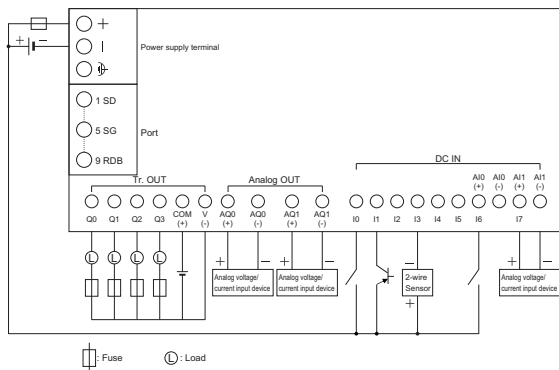 +
Power supply terminal
+ −
1 SD
5 SG
Port
9 RDB
Tr. OUT
Analog OUT
DC IN
AI0 (+) AI0 (-) AI1 (+) AI1 (-)
Q0 Q1 Q2 Q3 COM (+) V (-) AQ0 (+) AQ0 (-) AQ1 (+) AQ1 (-) I0 I1 I2 I3 I4 I5 I6 I7
L L L L
+ − + − − + −
Analog voltage/
current input device
Analog voltage/
current input device
2-wire
Sensor
+
Analog voltage/
current input device
: Fuse
L : Load